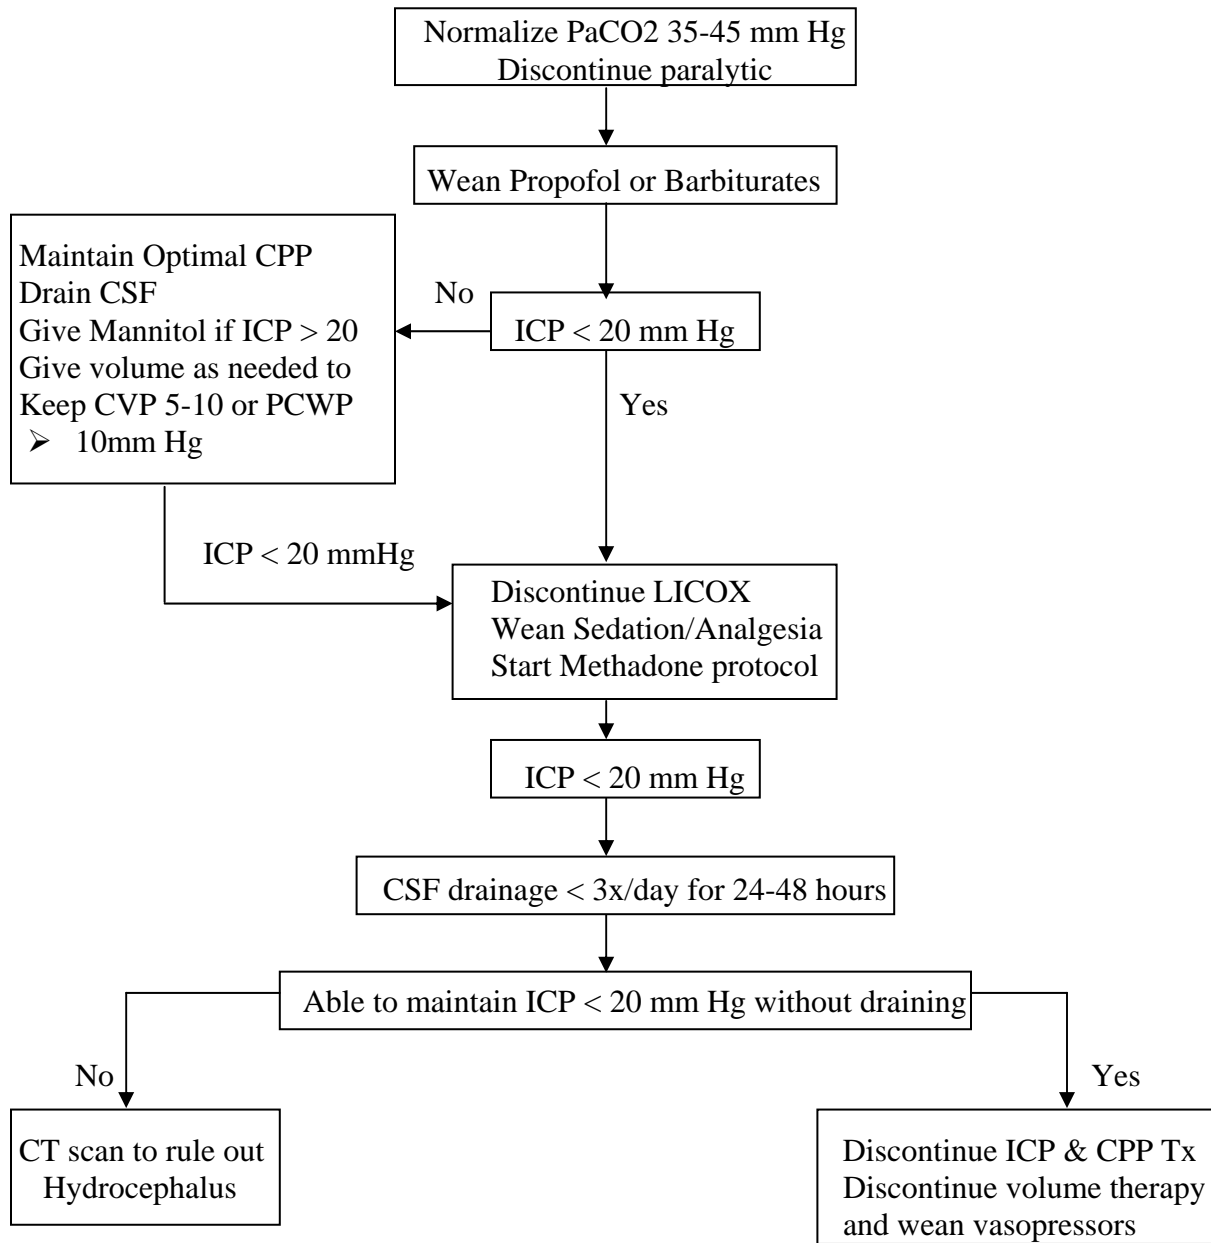 Normalize PaCO2 35-45 mm Hg
Discontinue paralytic
Wean Propofol or Barbiturates
Maintain Optimal CPP
Drain CSF
Give Mannitol if ICP > 20
Give volume as needed to
Keep CVP 5-10 or PCWP
➢ 10mm Hg
No
ICP < 20 mm Hg
Yes
ICP < 20 mmHg
Discontinue LICOX
Wean Sedation/Analgesia
Start Methadone protocol
ICP < 20 mm Hg
CSF drainage < 3x/day for 24-48 hours
Able to maintain ICP < 20 mm Hg without draining
No
Yes
CT scan to rule out
Hydrocephalus
Discontinue ICP & CPP Tx
Discontinue volume therapy
and wean vasopressors